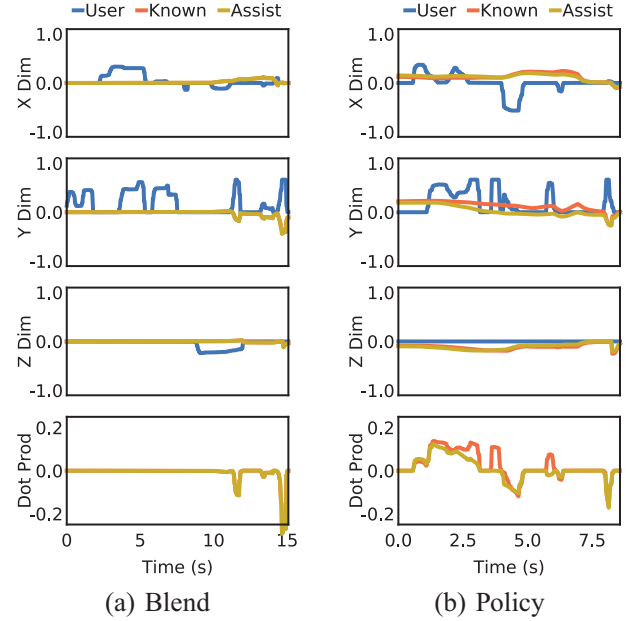 User Known Assist User Known Assist
1.0 1.0
X Dim 0.0 X Dim 0.0
-1.0 -1.0
1.0 1.0
Y Dim 0.0 Y Dim 0.0
-1.0 -1.0
1.0 1.0
Z Dim 0.0 Z Dim 0.0
-1.0 -1.0
0.2 0.2
Dot Prod 0.0 Dot Prod 0.0
-0.2 -0.2
0 5 10 15 0.0 2.5 5.0 7.5
Time (s) Time (s)
(a) Blend (b) Policy